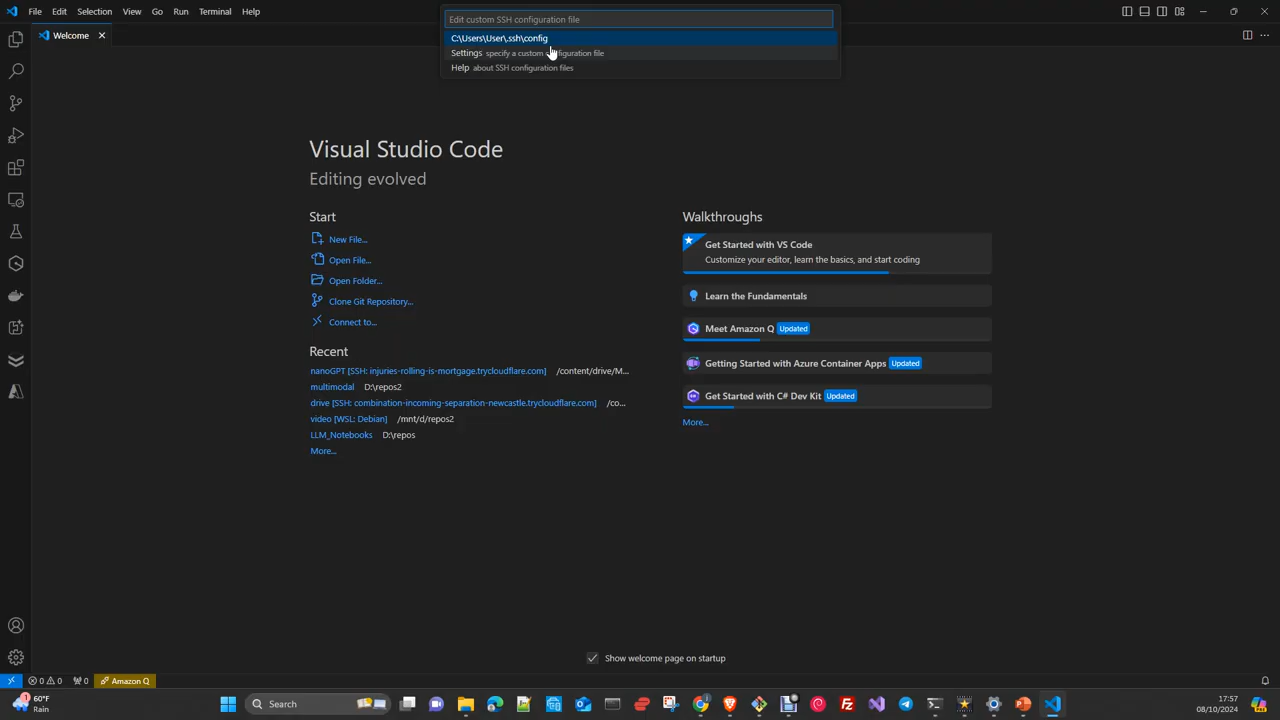 File Edit Selection View Go Run Terminal Help
Edit custom SSH configuration file
C:\Users\User\.ssh\config
Settings specify a custom configuration file
Help about SSH configuration files
Welcome
Visual Studio Code
Editing evolved
Start
New File...
Open File...
Open Folder...
Clone Git Repository...
Connect to...
Recent
nanoGPT [SSH: injuries-rolling-is-mortgage.trycloudflare.com] /content/drive/M...
multimodal D:\repos2
drive [SSH: combination-incoming-separation-newcastle.trycloudflare.com] /co...
video [WSL: Debian] /mnt/d/repos2
LLM_Notebooks D:\repos
More...
Walkthroughs
Get Started with VS Code
Customize your editor, learn the basics, and start coding
Learn the Fundamentals
Meet Amazon Q Updated
Getting Started with Azure Container Apps Updated
Get Started with C# Dev Kit Updated
More...
Show welcome page on startup
0 0 0 Amazon Q
1
60°F
Rain
Search
17:57
08/10/2024